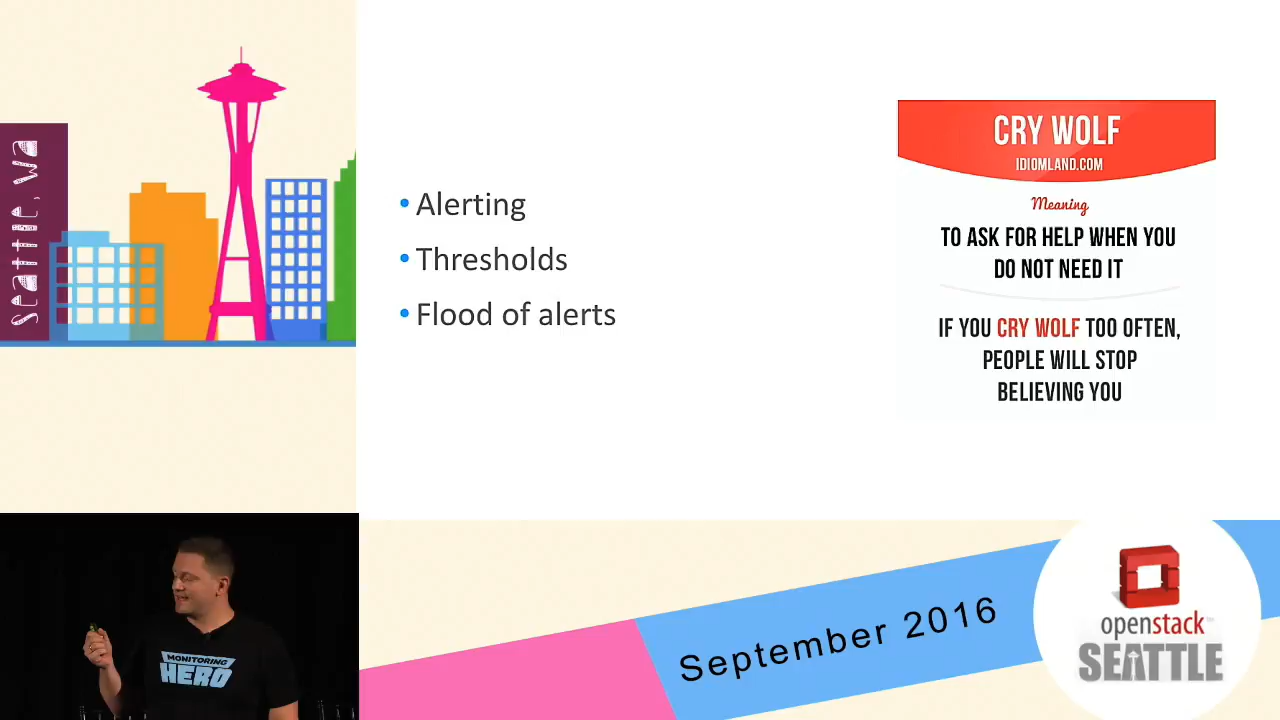 Seattle, wa
• Alerting
• Thresholds
• Flood of alerts
CRY WOLF
IDIOMLAND.COM
Meaning
TO ASK FOR HELP WHEN YOU
DO NOT NEED IT
IF YOU CRY WOLF TOO OFTEN,
PEOPLE WILL STOP
BELIEVING YOU
MONITORING
HERO
September 2016
openstack™
SEATTLE